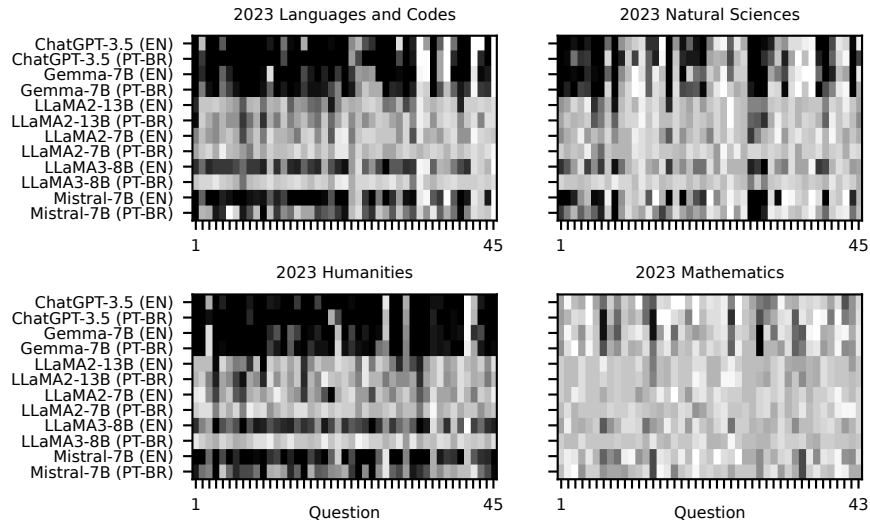 2023 Languages and Codes
2023 Natural Sciences
ChatGPT-3.5 (EN)
ChatGPT-3.5 (PT-BR)
Gemma-7B (EN)
Gemma-7B (PT-BR)
LLaMA2-13B (EN)
LLaMA2-13B (PT-BR)
LLaMA2-7B (EN)
LLaMA2-7B (PT-BR)
LLaMA3-8B (EN)
LLaMA3-8B (PT-BR)
Mistral-7B (EN)
Mistral-7B (PT-BR)
1 45
1 45
2023 Humanities
2023 Mathematics
ChatGPT-3.5 (EN)
ChatGPT-3.5 (PT-BR)
Gemma-7B (EN)
Gemma-7B (PT-BR)
LLaMA2-13B (EN)
LLaMA2-13B (PT-BR)
LLaMA2-7B (EN)
LLaMA2-7B (PT-BR)
LLaMA3-8B (EN)
LLaMA3-8B (PT-BR)
Mistral-7B (EN)
Mistral-7B (PT-BR)
1 45
Question
1 43
Question